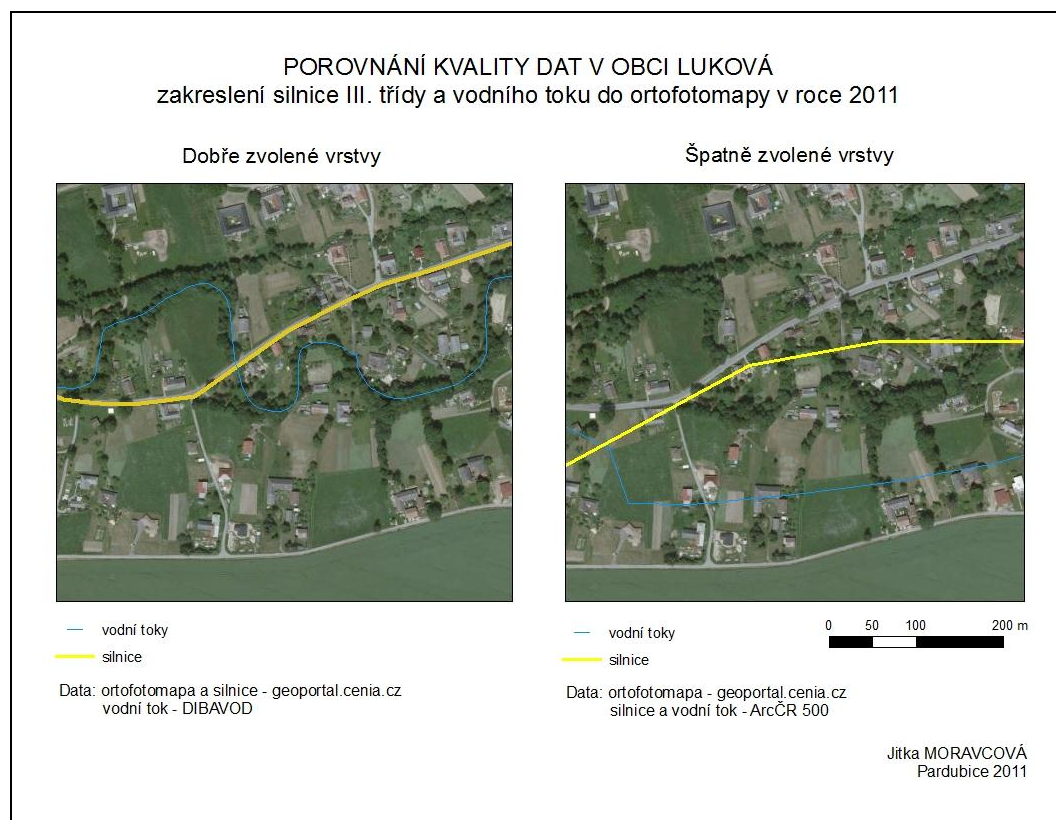 POROVNÁNÍ KVALITY DAT V OBCI LUKOVÁ
zakreslení silnice III. třídy a vodního toku do ortofotomapy v roce 2011
Dobře zvolené vrstvy
Špatně zvolené vrstvy
vodní toky
silnice
Data: ortofotomapa a silnice - geoportal.cenia.cz
vodní tok - DIBAVOD
vodní toky
silnice
0 50 100 200 m
Data: ortofotomapa - geoportal.cenia.cz
silnice a vodní tok - ArcČR 500
Jitka MORAVCOVÁ
Pardubice 2011